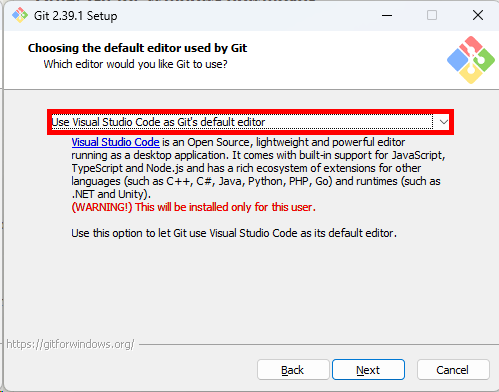 Git 2.39.1 Setup
Choosing the default editor used by Git
Which editor would you like Git to use?
Use Visual Studio Code as Git's default editor
Visual Studio Code is an Open Source, lightweight and powerful editor
running as a desktop application. It comes with built-in support for JavaScript,
TypeScript and Node.js and has a rich ecosystem of extensions for other
languages (such as C++, C#, Java, Python, PHP, Go) and runtimes (such as
.NET and Unity).
(WARNING!) This will be installed only for this user.
Use this option to let Git use Visual Studio Code as its default editor.
https://gitforwindows.org/
Back
Next
Cancel